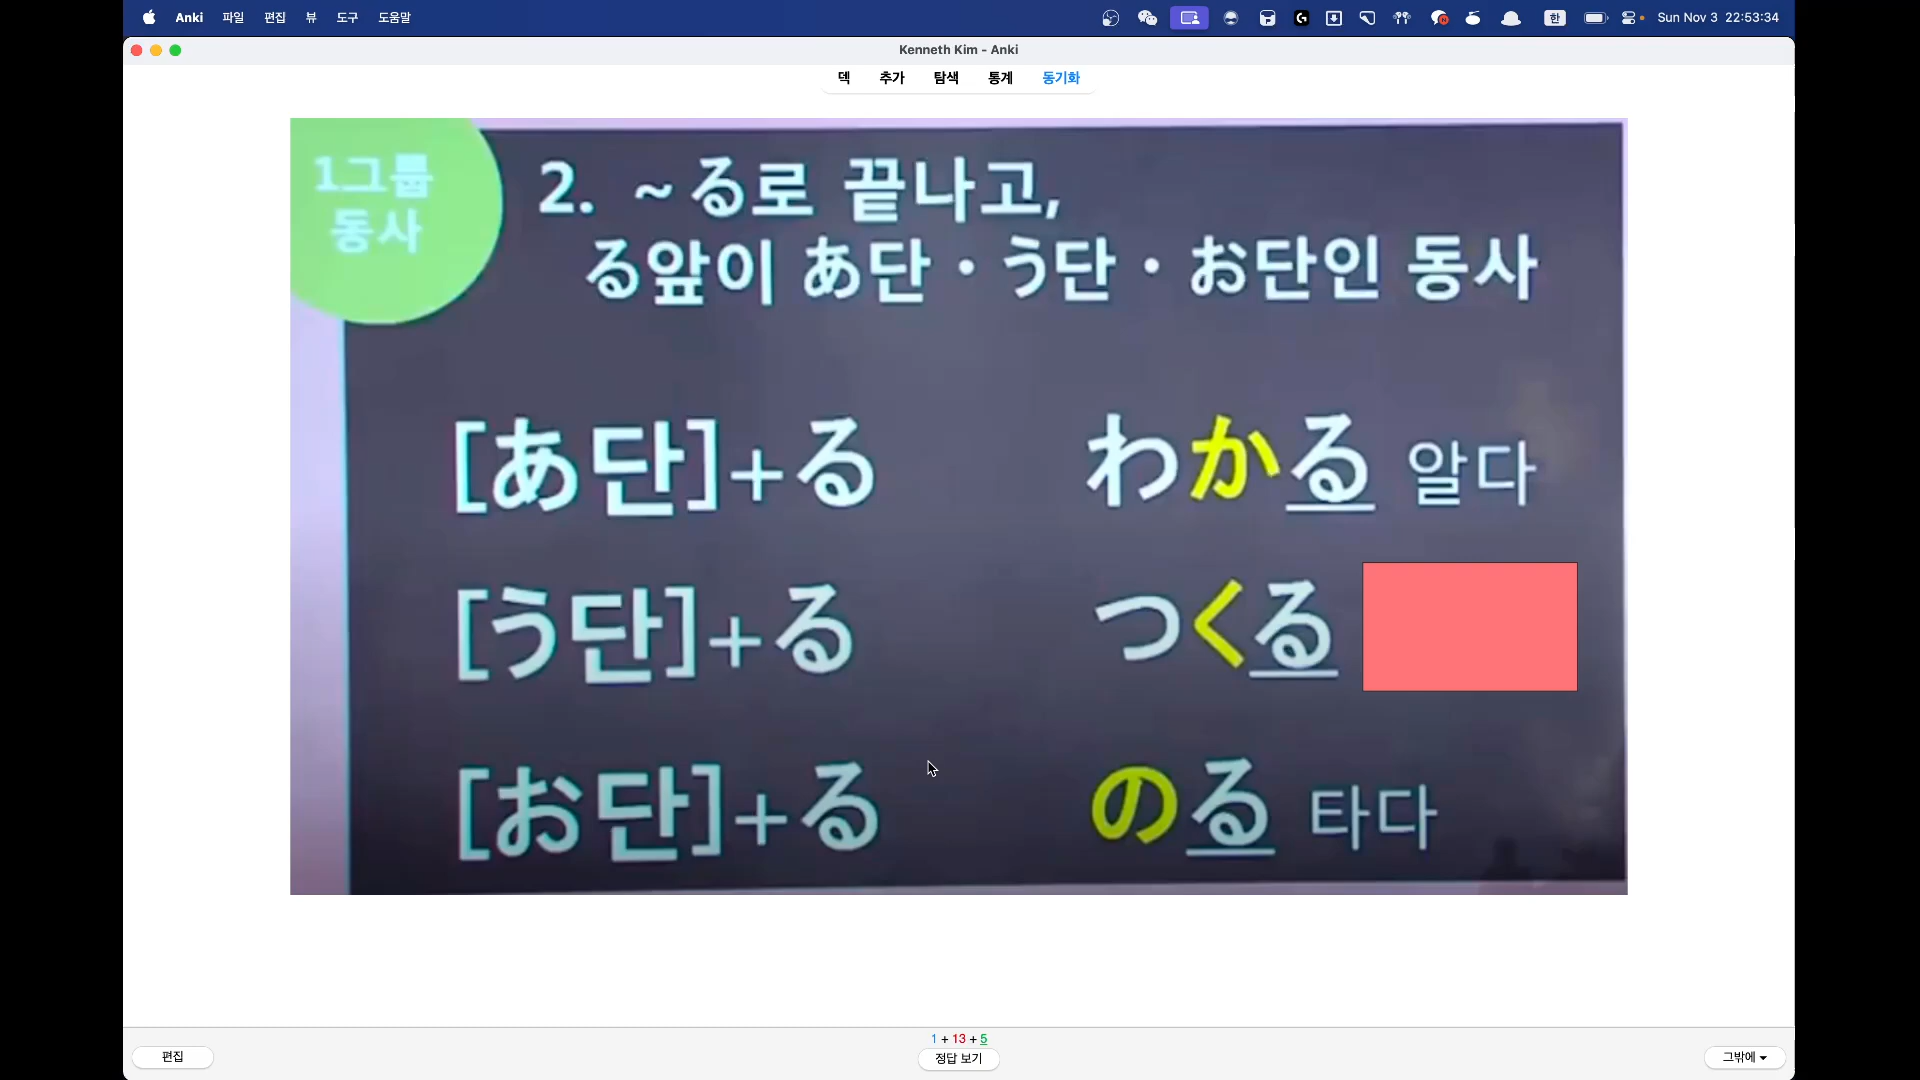 Anki 파일 편집 뷰 도구 도움말 한 Sun Nov 3 22:53:34
Kenneth Kim - Anki
덱 추가 탐색 통계 동기화
1그룹
동사
2. ~る로 끝나고,
る앞이 あ단・う단・お단인 동사
[あ단]+る わかる 알다
[う단]+る つくる
[お단]+る のる 타다
1 + 13 + 5
편집 정답 보기 그밖에